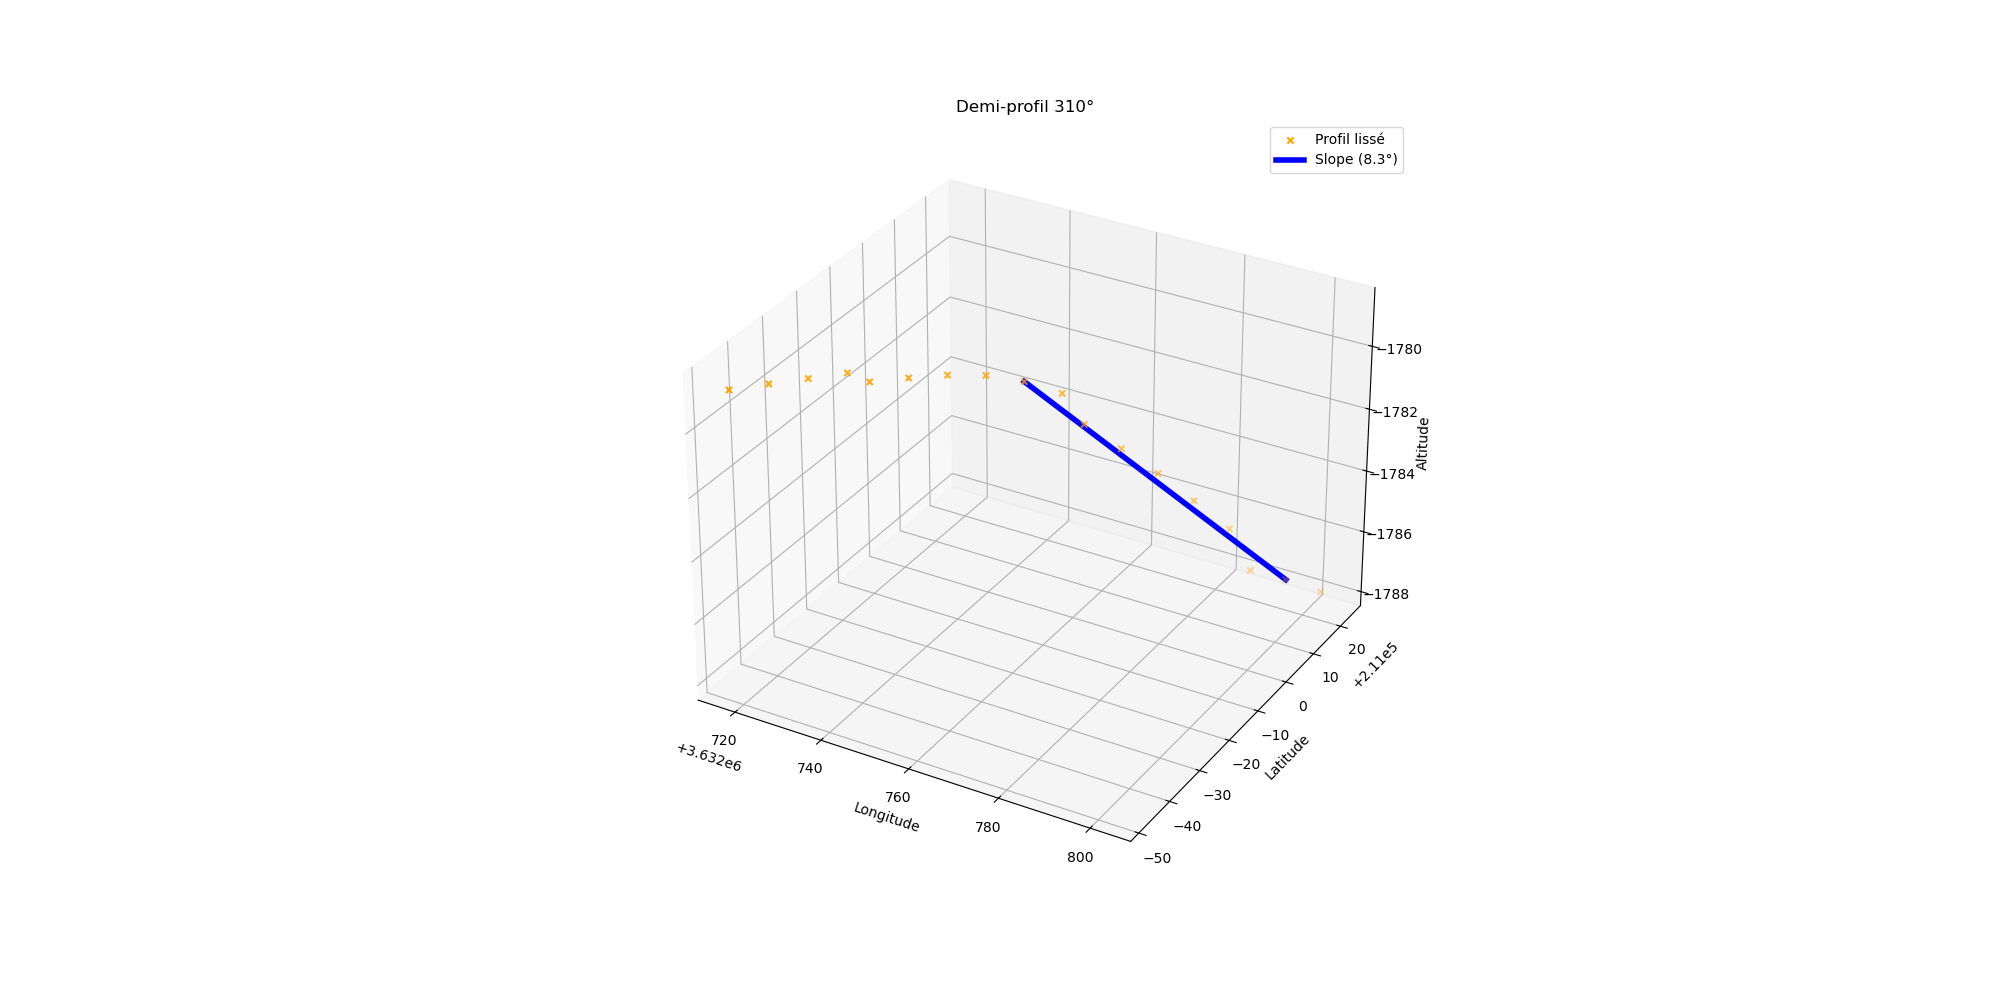 Demi-profil 310°
Profil lissé
Slope (8.3°)
−1780
−1782
−1784
−1786
−1788
Altitude
20
10
0
−10
−20
−30
−40
−50
+2.11e5
Latitude
720
740
760
780
800
+3.632e6
Longitude